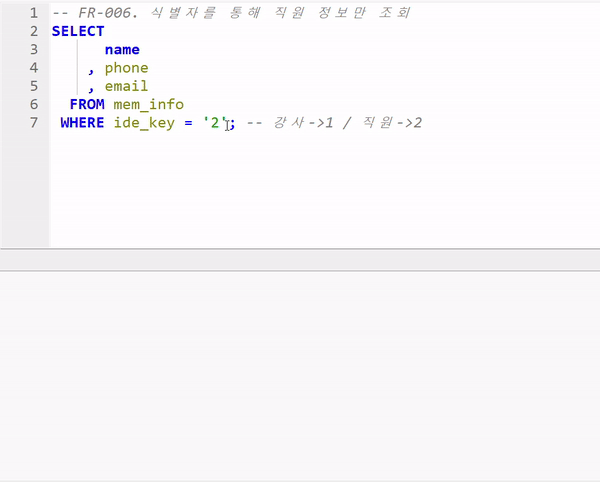 1 -- FR-006. 식별자를 통해 직원 정보만 조회
2 SELECT
3 name
4 , phone
5 , email
6 FROM mem_info
7 WHERE ide_key = '2'; -- 강사->1 / 직원->2